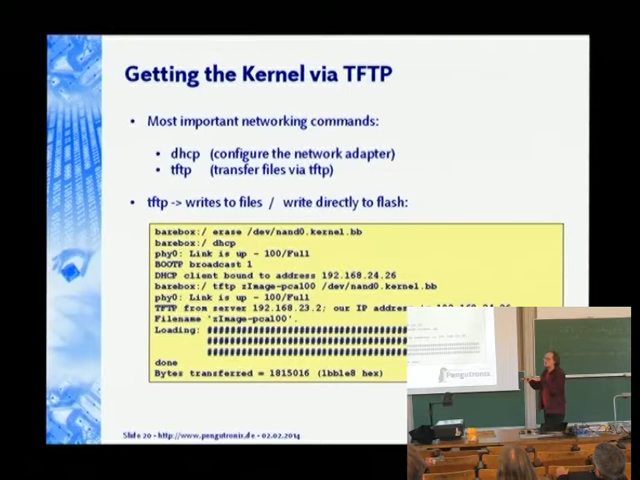 Getting the Kernel via TFTP
• Most important networking commands:
• dhcp (configure the network adapter)
• tftp (transfer files via tftp)
• tftp -> writes to files / write directly to flash:
barebox:/ erase /dev/nand0.kernel.bb
barebox:/ dhcp
phy0: Link is up - 100/Full
BOOTP broadcast 1
DHCP client bound to address 192.168.24.26
barebox:/ tftp zImage-pca100 /dev/nand0.kernel.bb
phy0: Link is up - 100/Full
TFTP from server 192.168.23.2; our IP address is 192.168.24.26
Filename 'zImage-pca100'.
Loading: ####################################
####################################
####################################
done
Bytes transferred = 1815016 (1bb1e8 hex)
Slide 20 - http://www.pengutronix.de - 02.02.2014
Pengutronix